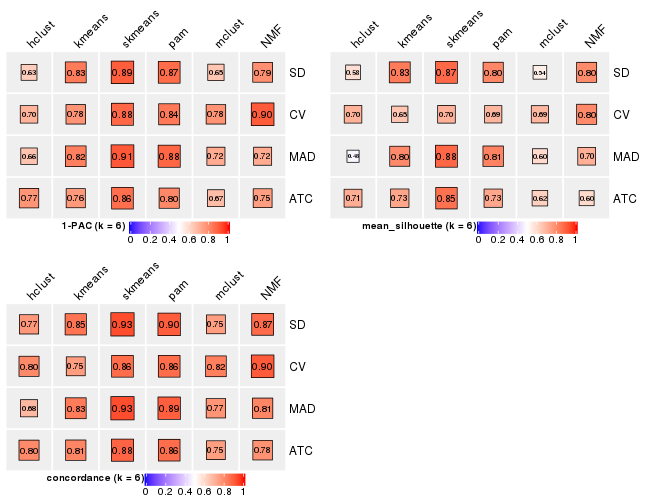 hclust kmeans skmeans pam mclust NMF
0.63 0.83 0.89 0.87 0.65 0.79 SD
0.70 0.78 0.88 0.84 0.78 0.90 CV
0.66 0.82 0.91 0.88 0.72 0.72 MAD
0.77 0.76 0.86 0.80 0.67 0.75 ATC
1-PAC (k = 6)
0 0.2 0.4 0.6 0.8 1
hclust kmeans skmeans pam mclust NMF
0.58 0.83 0.87 0.80 0.80 SD
0.70 0.65 0.70 0.69 0.69 0.80 CV
0.80 0.88 0.81 0.60 0.70 MAD
0.71 0.73 0.85 0.73 0.62 0.60 ATC
mean_silhouette (k = 6)
0 0.2 0.4 0.6 0.8 1
hclust kmeans skmeans pam mclust NMF
0.77 0.85 0.93 0.90 0.75 0.87 SD
0.80 0.75 0.86 0.86 0.82 0.90 CV
0.68 0.83 0.93 0.89 0.77 0.81 MAD
0.80 0.81 0.88 0.86 0.75 0.78 ATC
concordance (k = 6)
0 0.2 0.4 0.6 0.8 1